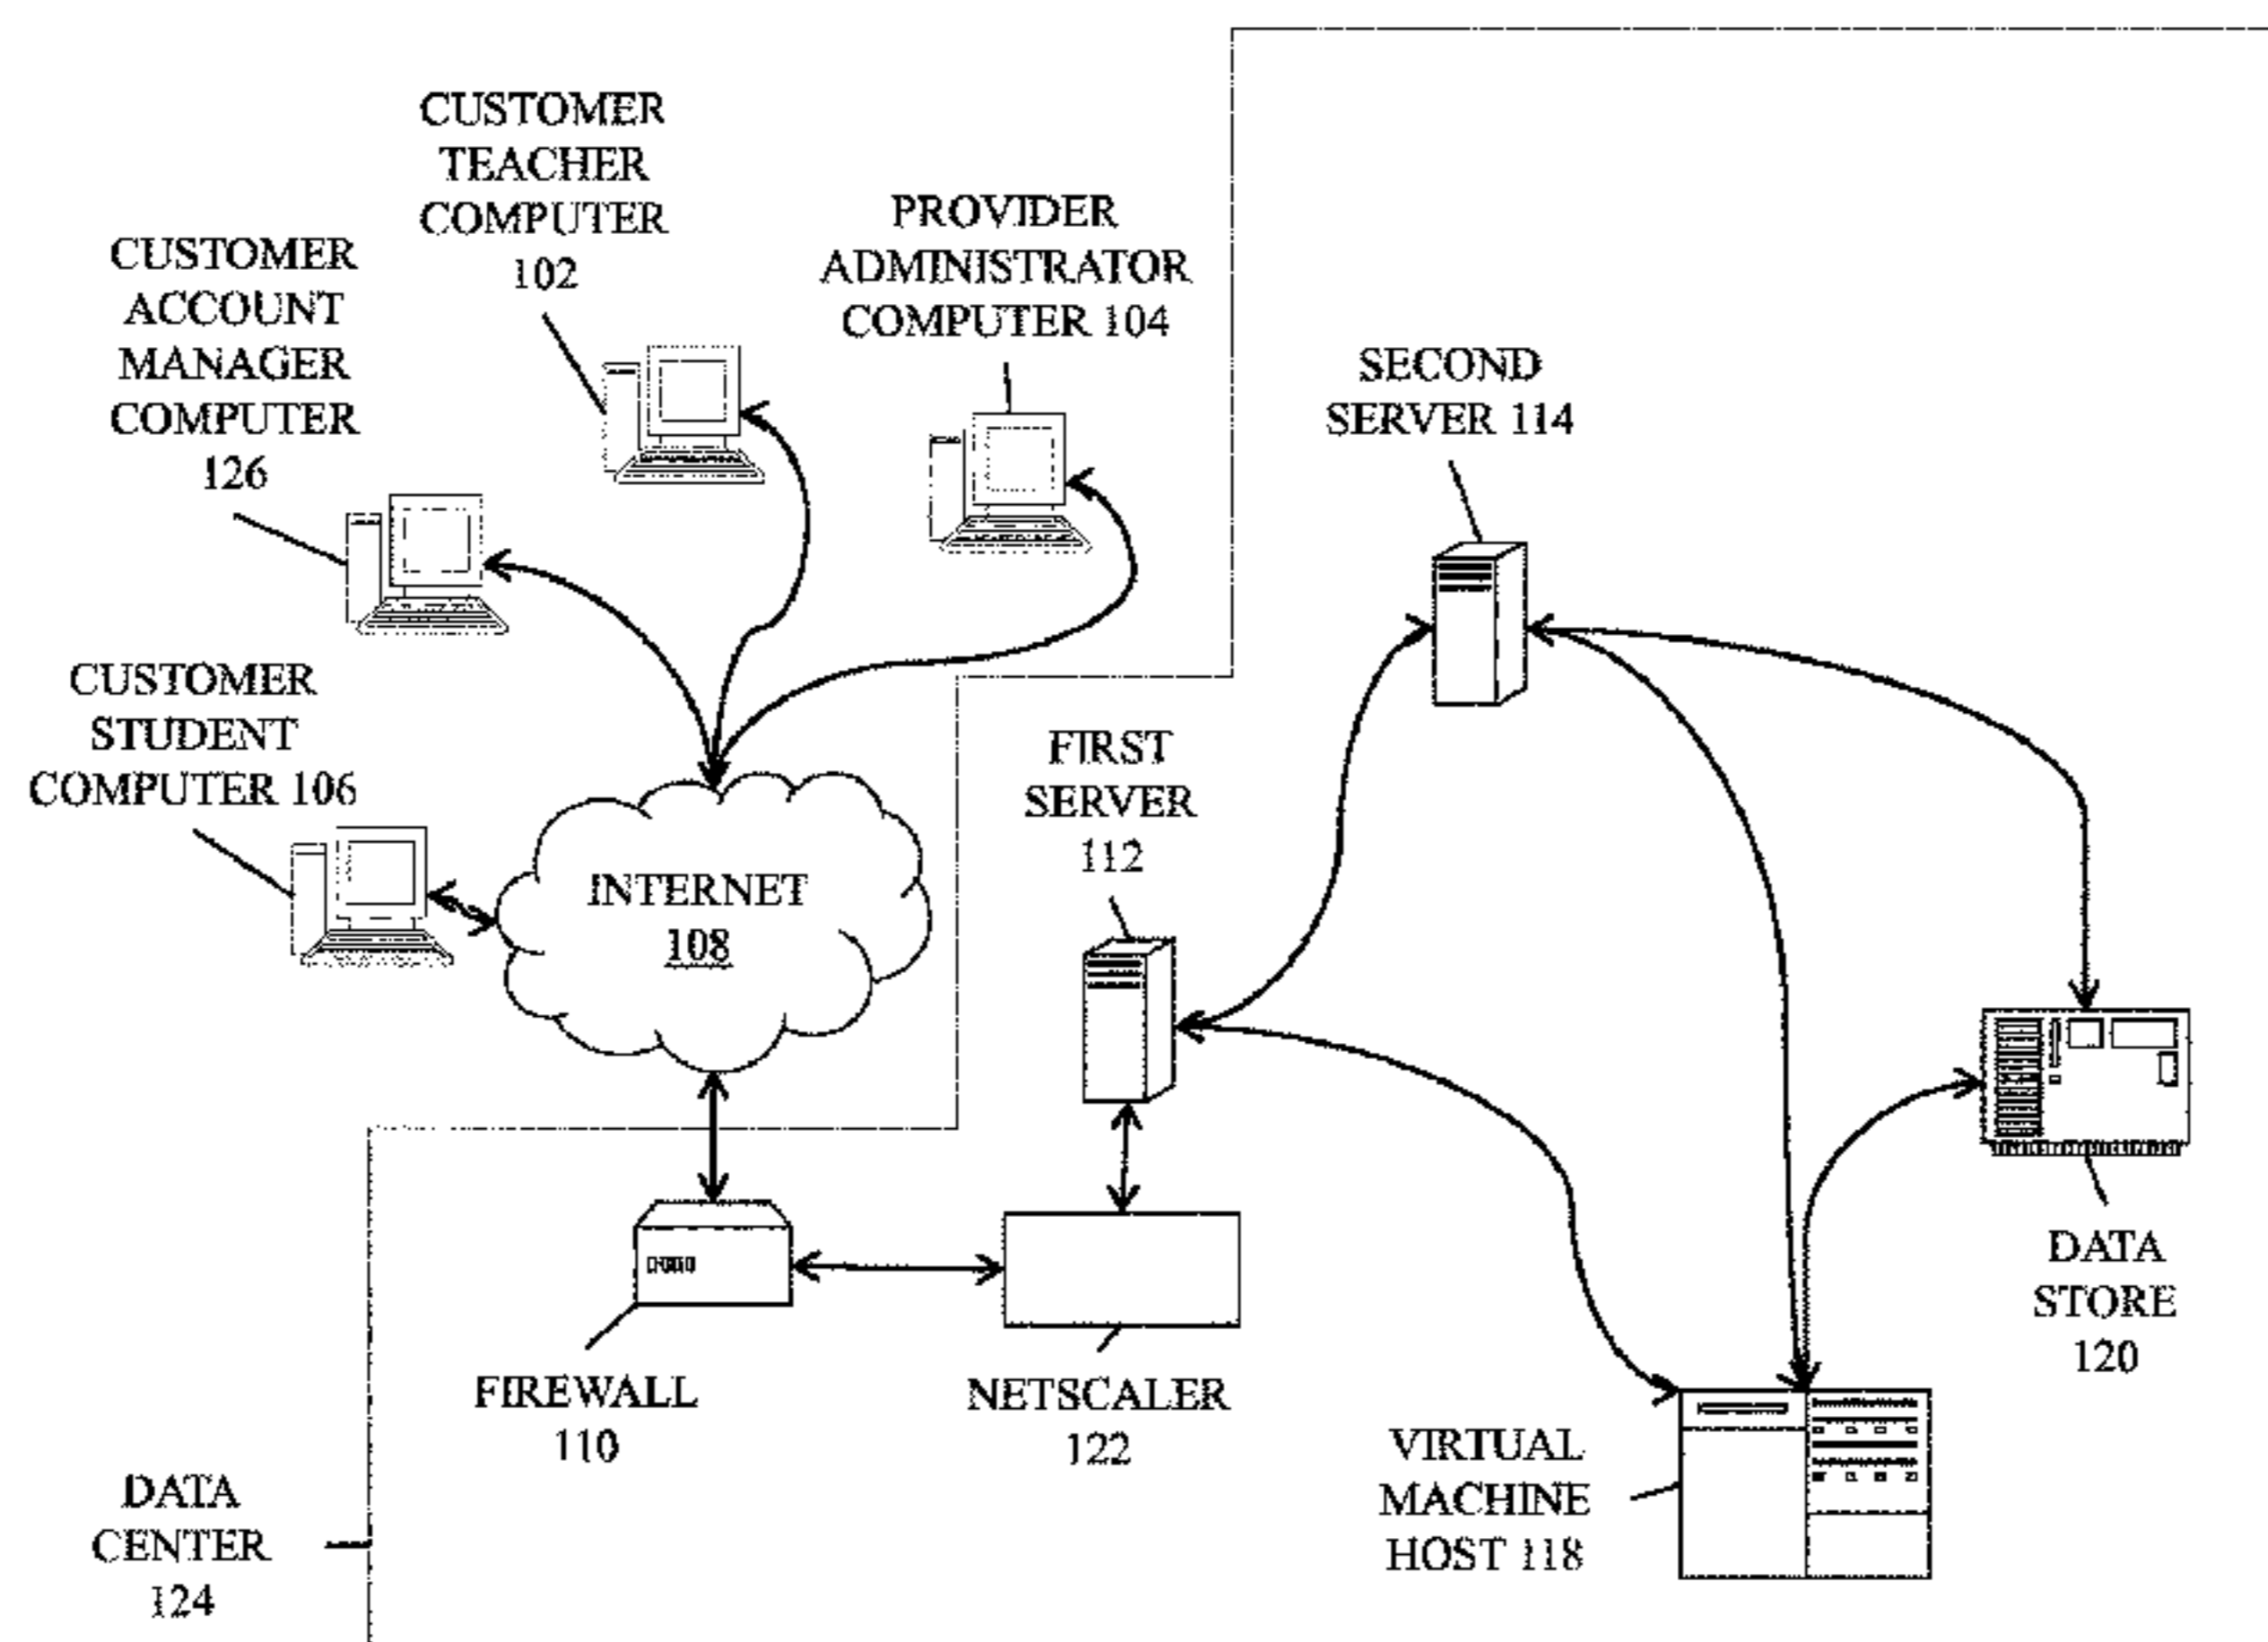 CUSTOMER
TEACHER
COMPUTER
102
PROVIDER
ADMINISTRATOR
COMPUTER 104
CUSTOMER
ACCOUNT
MANAGER
COMPUTER
126
SECOND
SERVER 114
CUSTOMER
STUDENT
COMPUTER 106
FIRST
SERVER
112
INTERNET
108
DATA
STORE
120
FIREWALL
110
NETSCALER
122
VIRTUAL
MACHINE
HOST 118
DATA
CENTER
124